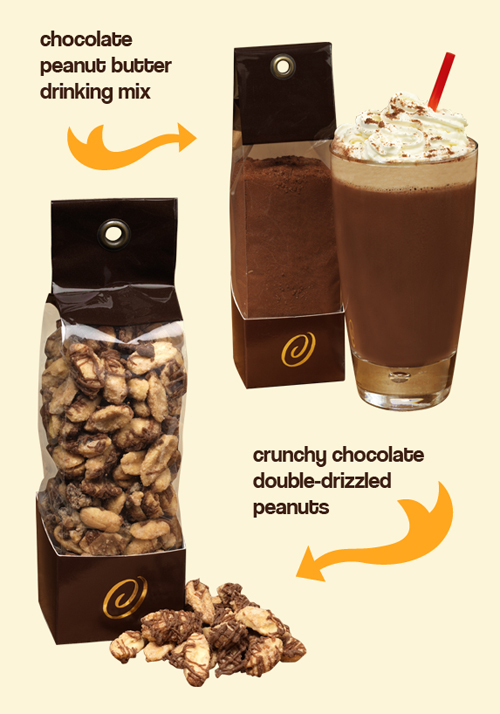 chocolate
peanut butter
drinking mix
crunchy chocolate
double-drizzled
peanuts